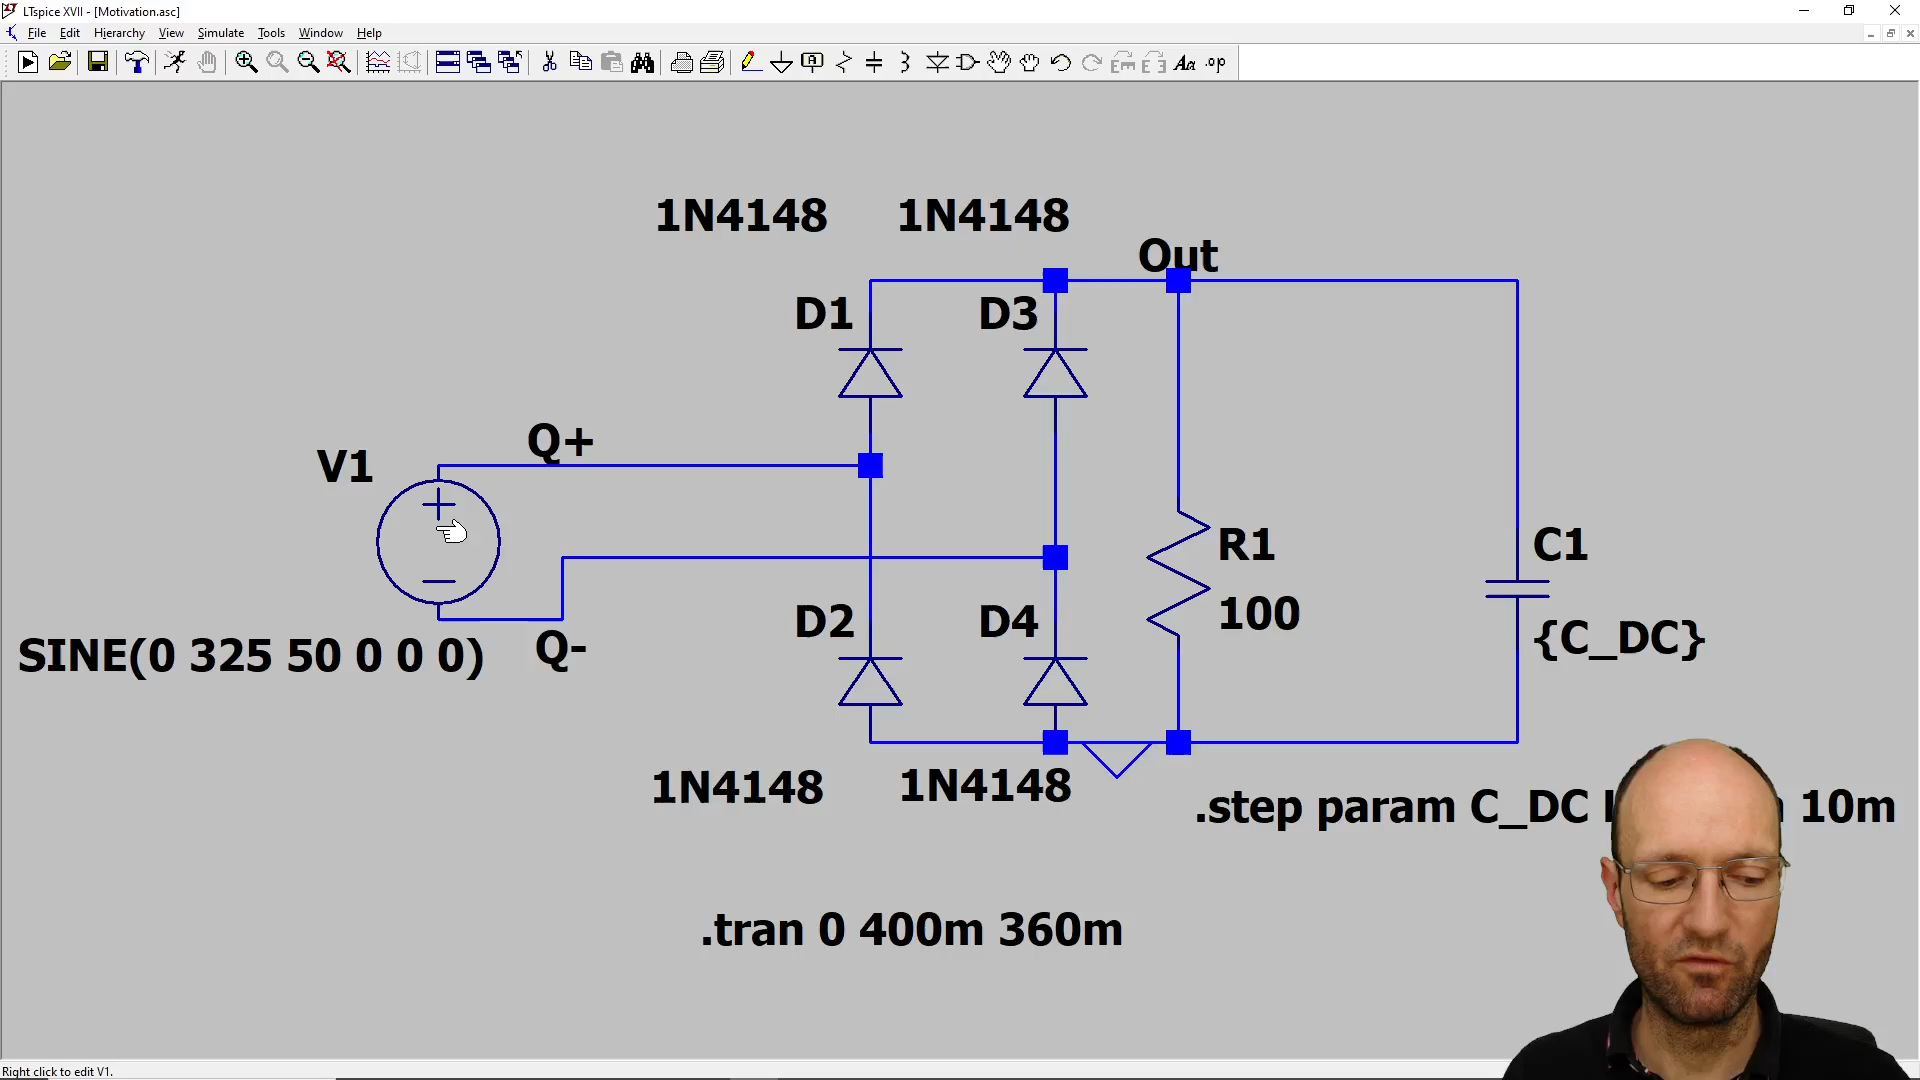 LTspice XVII - [Motivation.asc]
File Edit Hierarchy View Simulate Tools Window Help
A
Aa .op
1N4148 1N4148
Out
D1 D3
Q+
V1
R1 C1
100
{C_DC}
D2 D4
SINE(0 325 50 0 0 0) Q-
1N4148 1N4148
.step param C_DC 10m
.tran 0 400m 360m
Right click to edit V1.